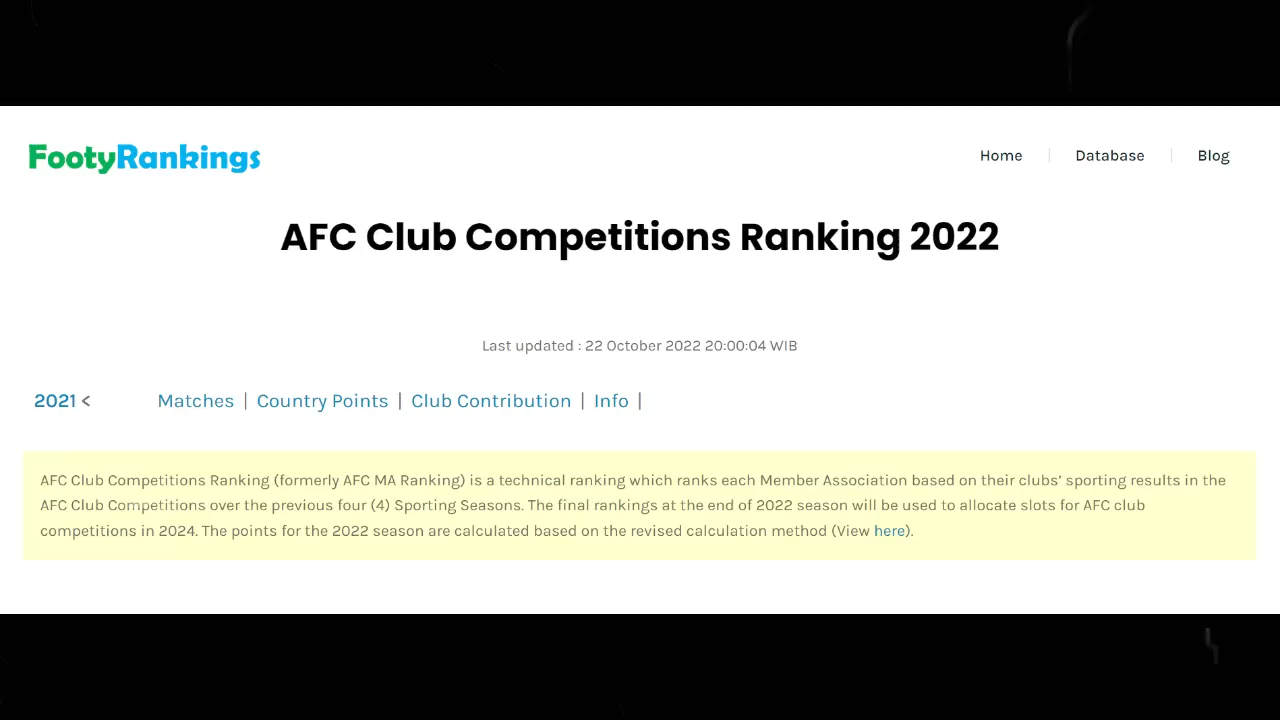 FootyRankings
Home | Database | Blog
AFC Club Competitions Ranking 2022
Last updated : 22 October 2022 20:00:04 WIB
2021 < Matches | Country Points | Club Contribution | Info |
AFC Club Competitions Ranking (formerly AFC MA Ranking) is a technical ranking which ranks each Member Association based on their clubs’ sporting results in the
AFC Club Competitions over the previous four (4) Sporting Seasons. The final rankings at the end of 2022 season will be used to allocate slots for AFC club
competitions in 2024. The points for the 2022 season are calculated based on the revised calculation method (View here).